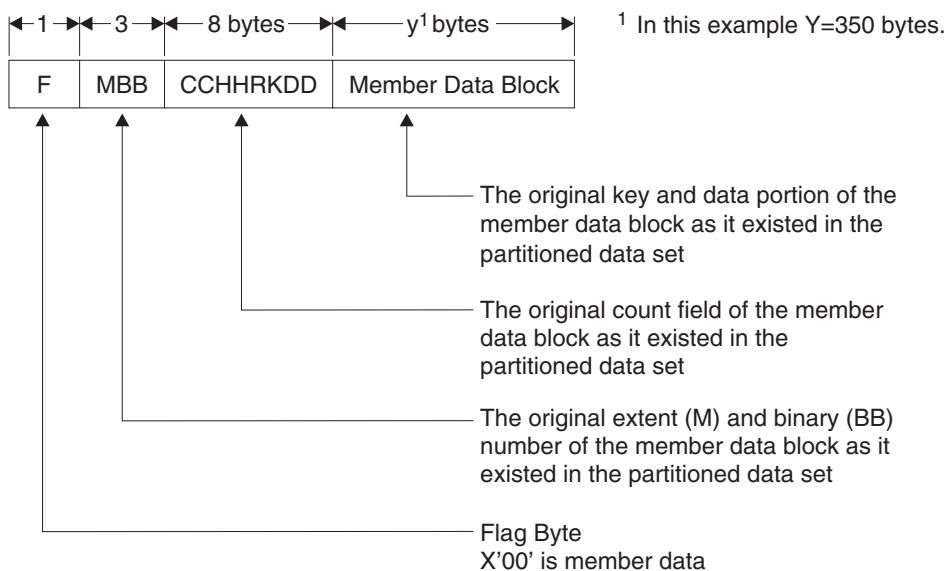 1 3 8 bytes y¹ bytes ¹ In this example Y=350 bytes.
F MBB CCHHRKDD Member Data Block
The original key and data portion of the
member data block as it existed in the
partitioned data set
The original count field of the member
data block as it existed in the
partitioned data set
The original extent (M) and binary (BB)
number of the member data block as it
existed in the partitioned data set
Flag Byte
X'00' is member data